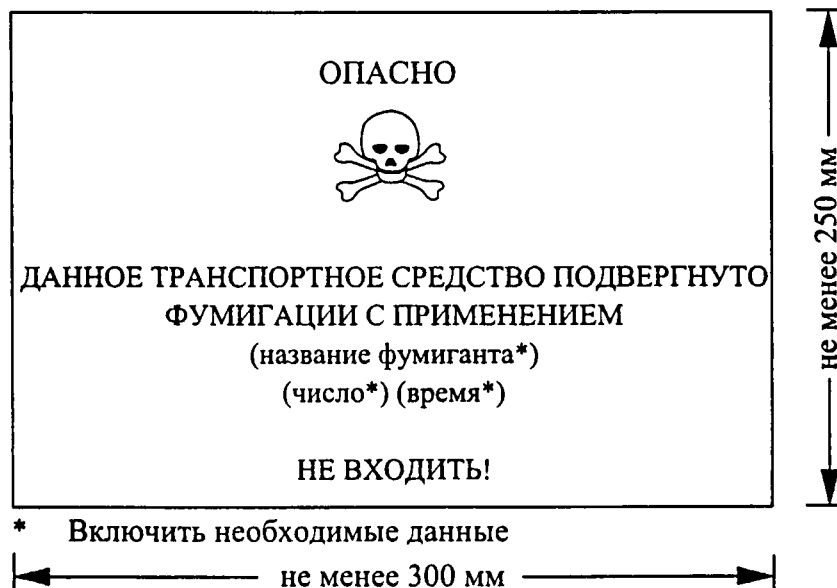 ОПАСНО
ДАННОЕ ТРАНСПОРТНОЕ СРЕДСТВО ПОДВЕРГНУТО
ФУМИГАЦИИ С ПРИМЕНЕНИЕМ
(название фумиганта*)
(число*) (время*)
НЕ ВХОДИТЬ!
* Включить необходимые данные
не менее 300 мм
не менее 250 мм